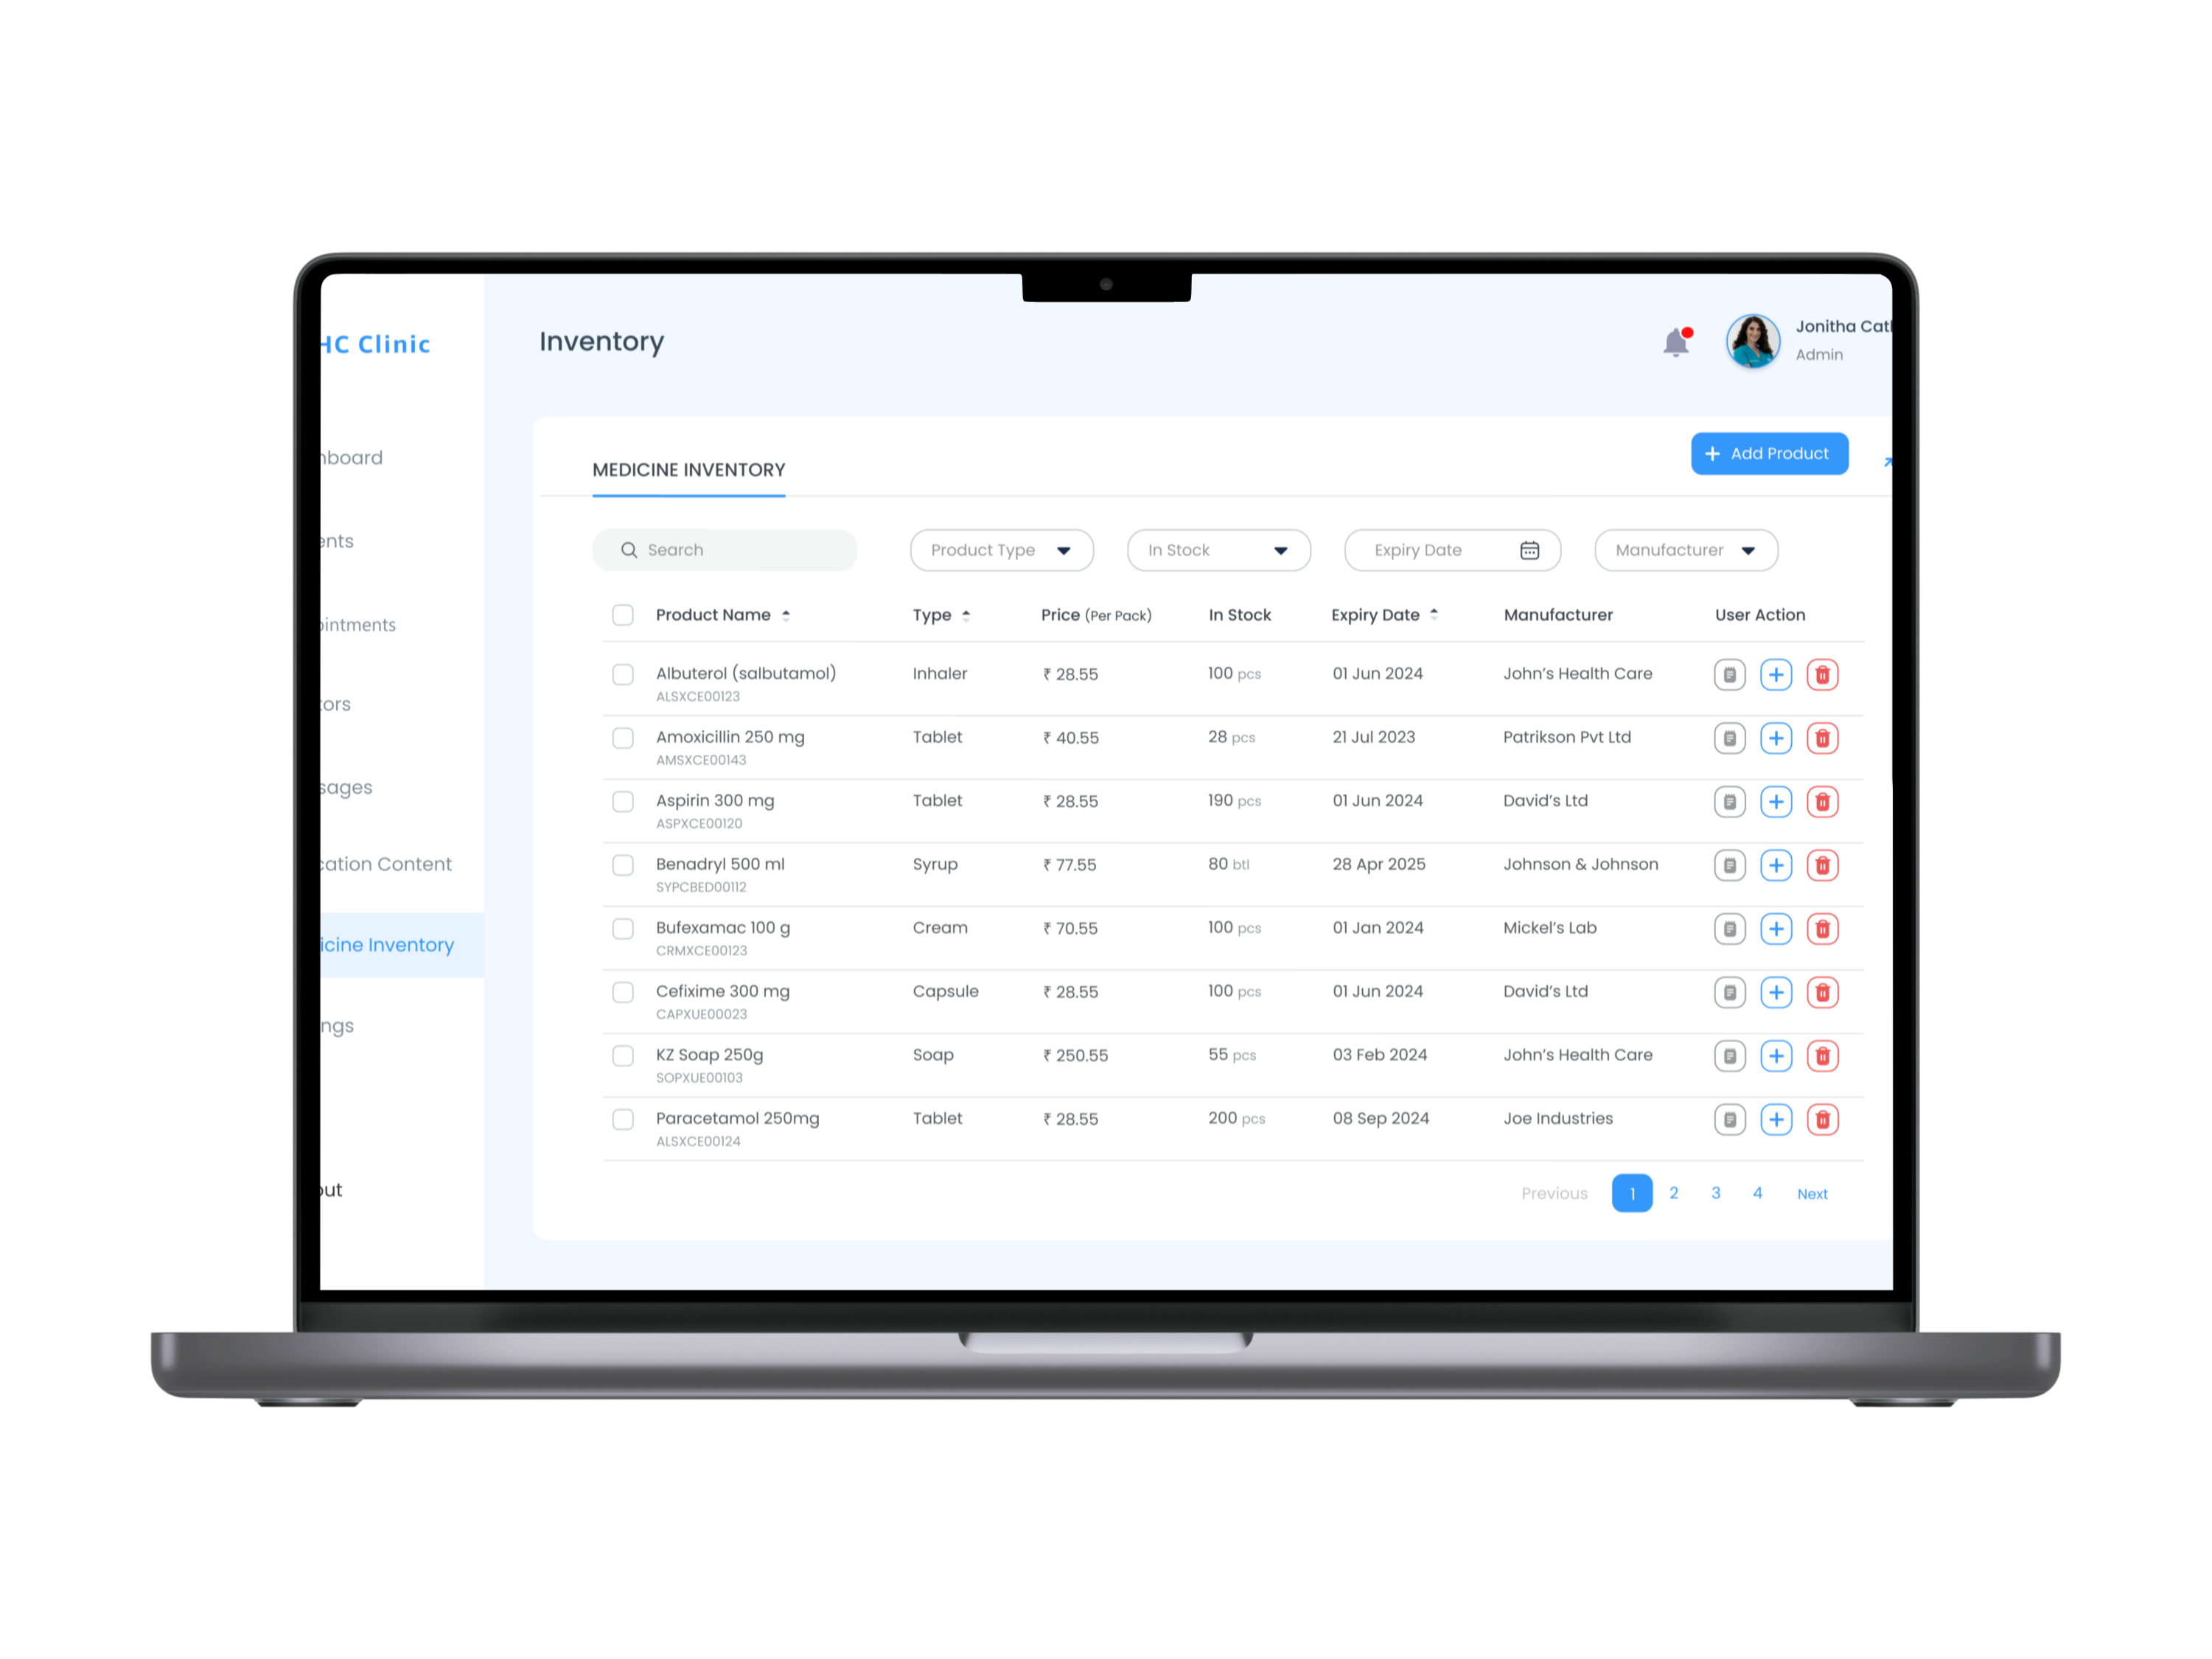 HC Clinic
Inventory
Jonitha Cat
Admin
board
ents
intments
ors
sages
cation Content
icine Inventory
ngs
out
MEDICINE INVENTORY
+ Add Product
Search
Product Type
In Stock
Expiry Date
Manufacturer
Product Name Type Price (Per Pack) In Stock Expiry Date Manufacturer User Action
Albuterol (salbutamol) Inhaler ₹ 28.55 100 pcs 01 Jun 2024 John's Health Care
ALSXCE00123
Amoxicillin 250 mg Tablet ₹ 40.55 28 pcs 21 Jul 2023 Patrikson Pvt Ltd
AMSXCE00143
Aspirin 300 mg Tablet ₹ 28.55 190 pcs 01 Jun 2024 David's Ltd
ASPXCE00120
Benadryl 500 ml Syrup ₹ 77.55 80 btl 28 Apr 2025 Johnson & Johnson
SYPCBED00112
Bufexamac 100 g Cream ₹ 70.55 100 pcs 01 Jan 2024 Mickel's Lab
CRMXCE00123
Cefixime 300 mg Capsule ₹ 28.55 100 pcs 01 Jun 2024 David's Ltd
CAPXUE00023
KZ Soap 250g Soap ₹ 250.55 55 pcs 03 Feb 2024 John's Health Care
SOPXUE00103
Paracetamol 250mg Tablet ₹ 28.55 200 pcs 08 Sep 2024 Joe Industries
ALSXCE00124
Previous 1 2 3 4 Next